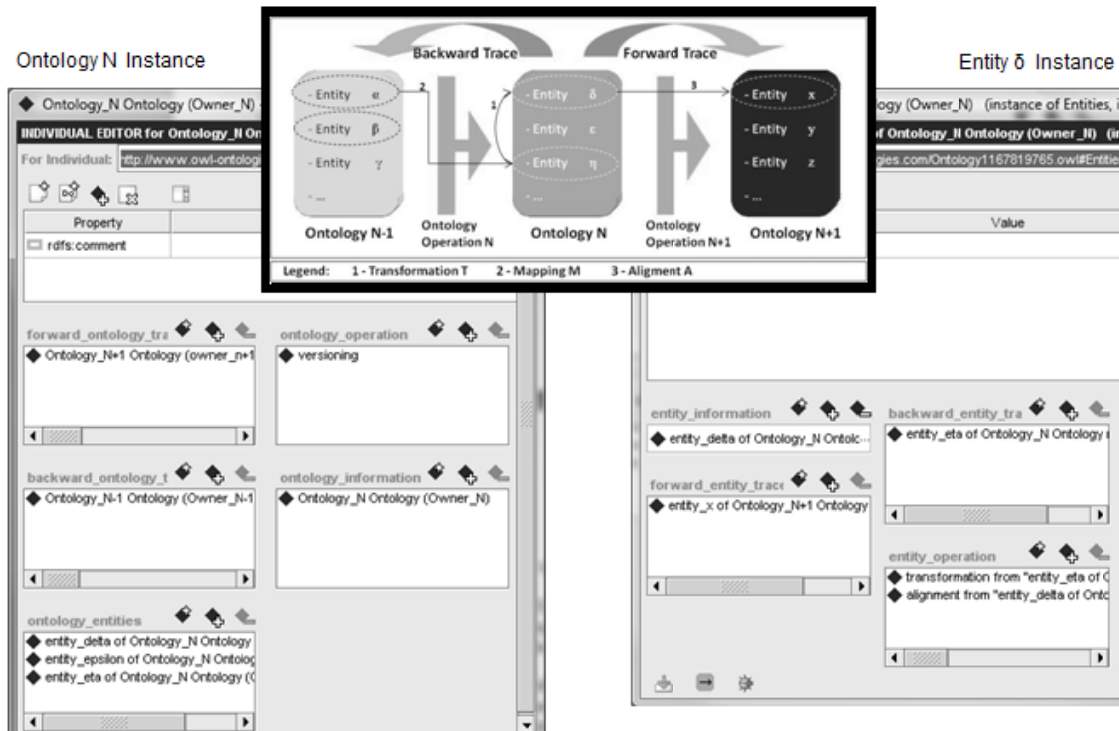 Ontology N Instance
Entity δ Instance
Backward Trace
Forward Trace
- Entity α
- Entity β
- Entity γ
- ...
2
1
- Entity δ
- Entity ε
- Entity η
- ...
3
- Entity x
- Entity y
- Entity z
- ...
Ontology N-1
Ontology
Operation N
Ontology N
Ontology
Operation N+1
Ontology N+1
Legend: 1 - Transformation T 2 - Mapping M 3 - Aligment A
Ontology_N Ontology (Owner_N)
INDIVIDUAL EDITOR for Ontology_N On
For Individual: http://www.owl-ontolog
Property
rdfs:comment
forward_ontology_tra
Ontology_N+1 Ontology (owner_n+1
ontology_operation
versioning
backward_ontology_t
Ontology_N-1 Ontology (Owner_N-1
ontology_information
Ontology_N Ontology (Owner_N)
ontology_entities
entity_delta of Ontology_N Ontology
entity_epsilon of Ontology_N Ontolog
entity_eta of Ontology_N Ontology (O
ogy (Owner_N) (instance of Entities, i
of Ontology_N Ontology (Owner_N) (i
gies.com/Ontology1167819765.owl#Entitie
Value
entity_information
entity_delta of Ontology_N Ontolc...
backward_entity_tra
entity_eta of Ontology_N Ontology
forward_entity_trace
entity_x of Ontology_N+1 Ontology
entity_operation
transformation from "entity_eta of O
alignment from "entity_delta of Onto